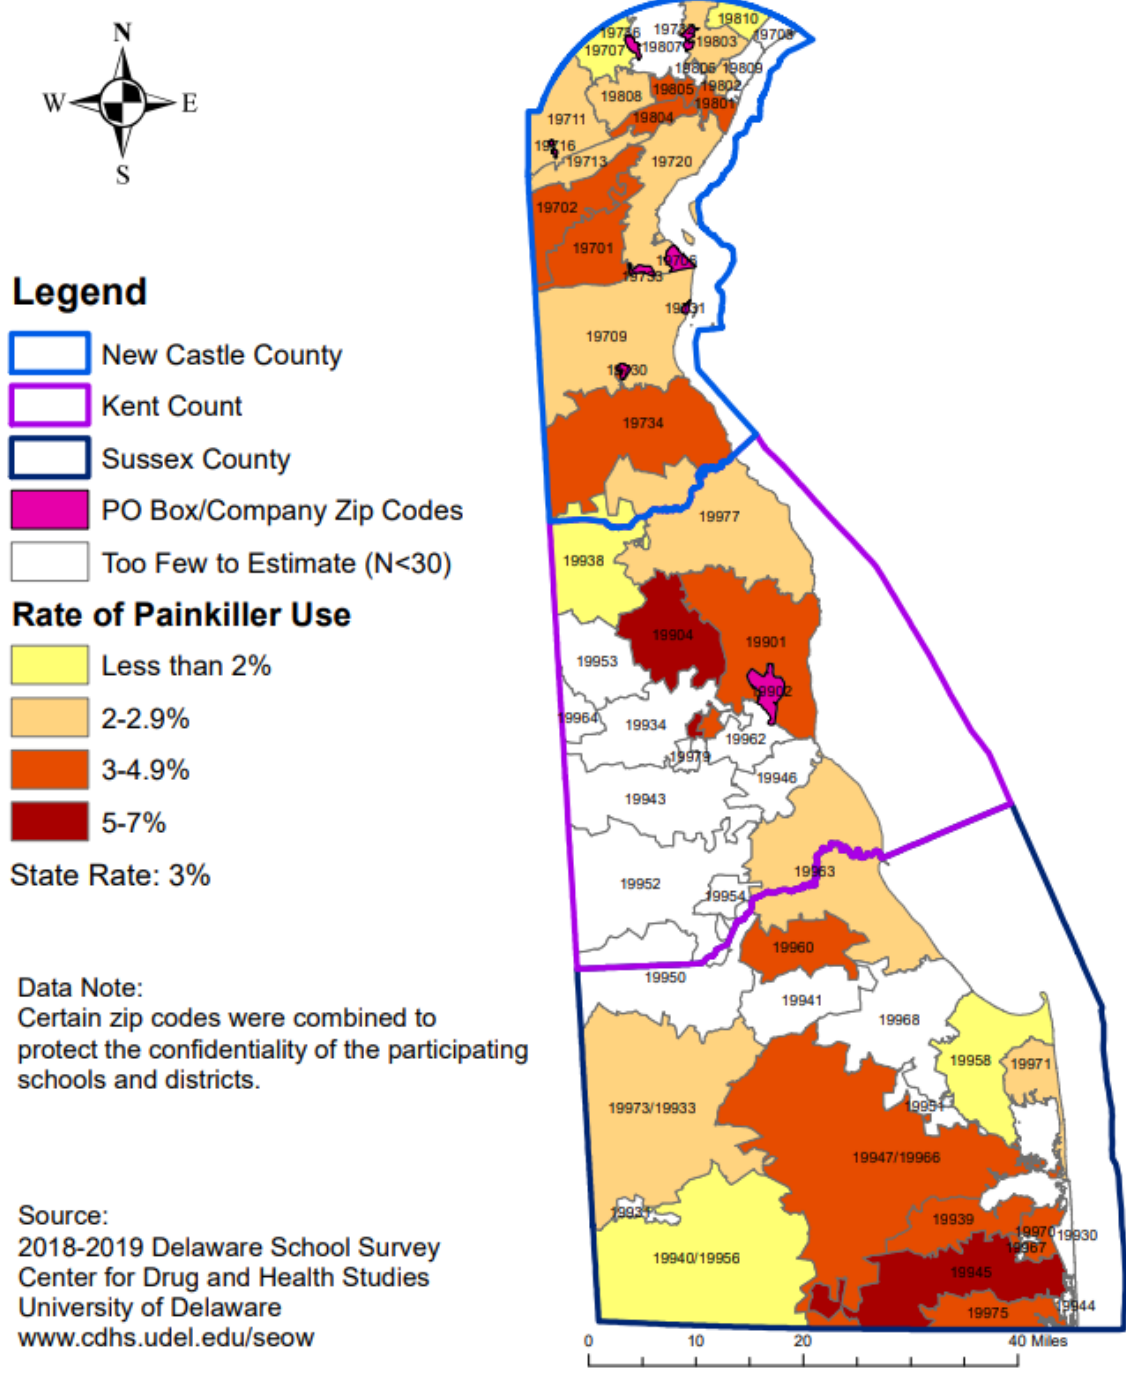 N
W
E
S
Legend
New Castle County
Kent Count
Sussex County
PO Box/Company Zip Codes
Too Few to Estimate (N<30)
Rate of Painkiller Use
Less than 2%
2-2.9%
3-4.9%
5-7%
State Rate: 3%
Data Note:
Certain zip codes were combined to
protect the confidentiality of the participating
schools and districts.
Source:
2018-2019 Delaware School Survey
Center for Drug and Health Studies
University of Delaware
www.cdhs.udel.edu/seow
19810
19707
19807
19803
19809
19802
19808
19805
19801
19804
19711
19713
19720
19702
19701
19709
19734
19977
19938
19904
19901
19953
19902
19964
19934
19962
19979
19946
19943
19963
19952
19954
19960
19950
19941
19968
19958
19971
19951
19973/19933
19947/19966
19931
19939
19970
19930
19967
19940/19956
19945
19944
19975
0
10
20
40 Miles